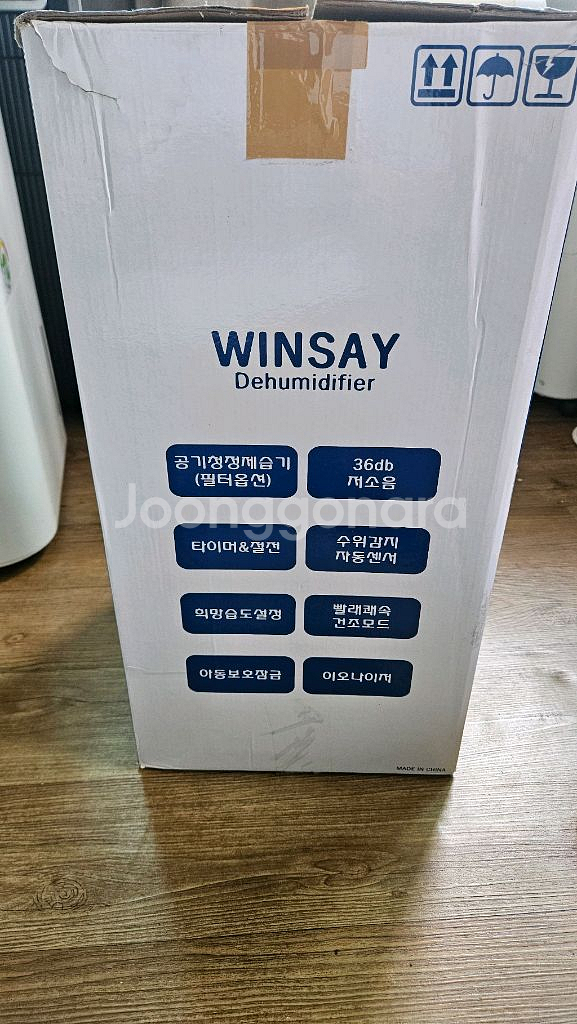 WINSAY
Dehumidifier
공기청정제습기
(필터옵션)
36db
저소음
Joonggonara
타이머&절전
수위감지
자동센서
희망습도설정
빨래쾌속
건조모드
아동보호잠금
이오나이저
MADE IN CHINA